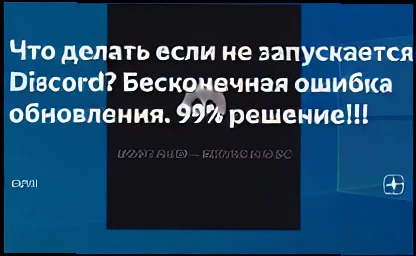 Что делать если не запускается
Discord? Бесконечная ошибка
обновления. 99% решение!!!